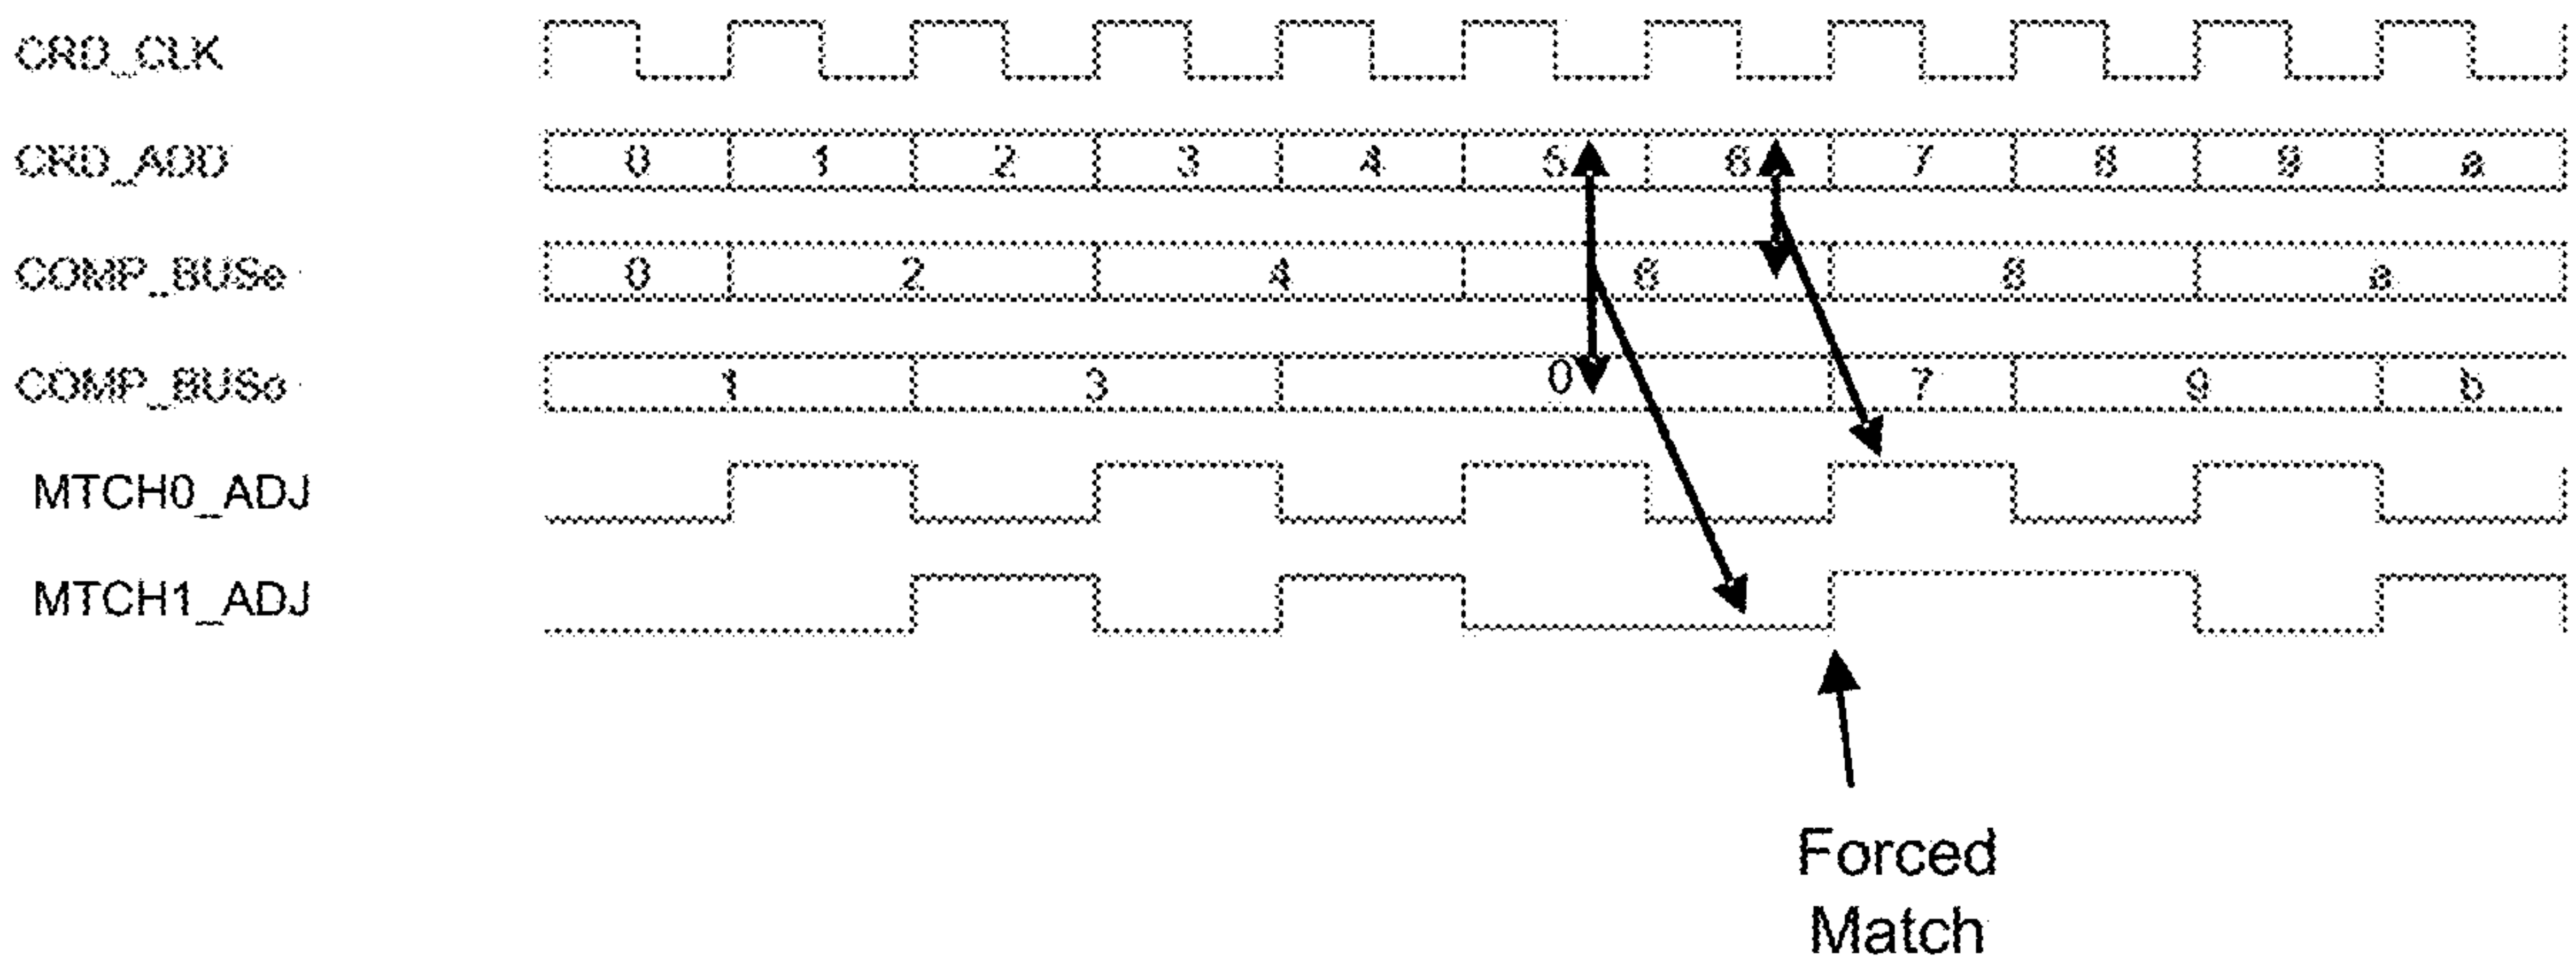 CRD_CLK
CRD_ADD 0 1 2 3 4 5 6 7 8 9 a
COMP_BUSe 0 2 4 6 8 a
COMP_BUSo 1 3 0 7 9 b
MTCH0_ADJ
MTCH1_ADJ
Forced
Match